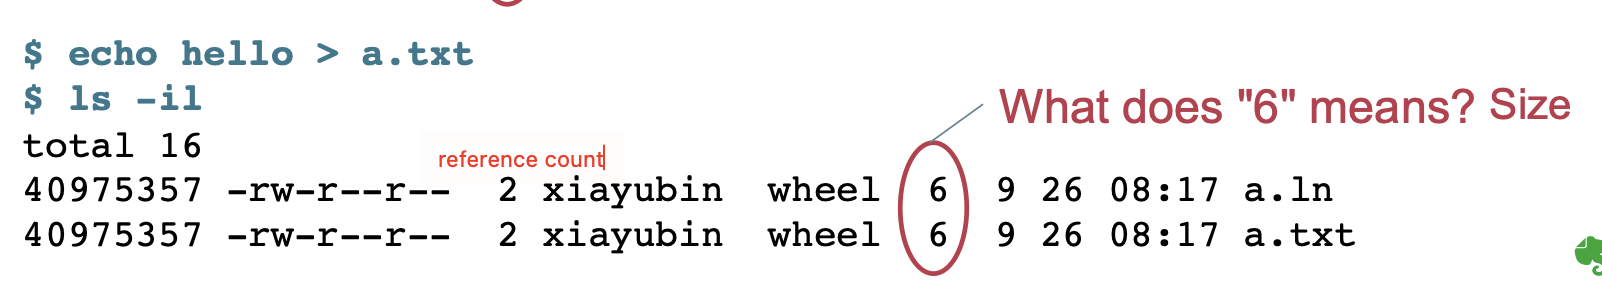 $ echo hello > a.txt
$ ls -il
What does "6" means? Size
total 16
reference count
40975357 -rw-r--r--  2 xiayubin  wheel  6  9 26 08:17 a.ln
40975357 -rw-r--r--  2 xiayubin  wheel  6  9 26 08:17 a.txt